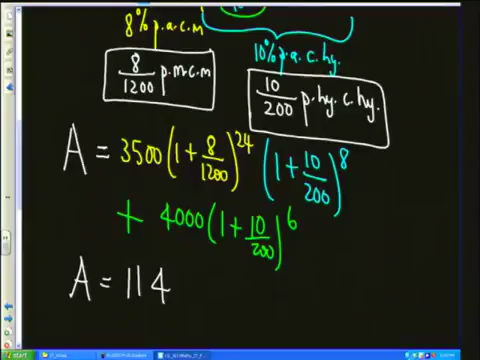 8% p.a.c.m
10% p.a.c.hy.
8/1200 p.m.c.m
10/200 p.hy.c.hy.
A = 3500(1 + 8/1200)^24 (1 + 10/200)^8
+ 4000(1 + 10/200)^6
A = 114
start